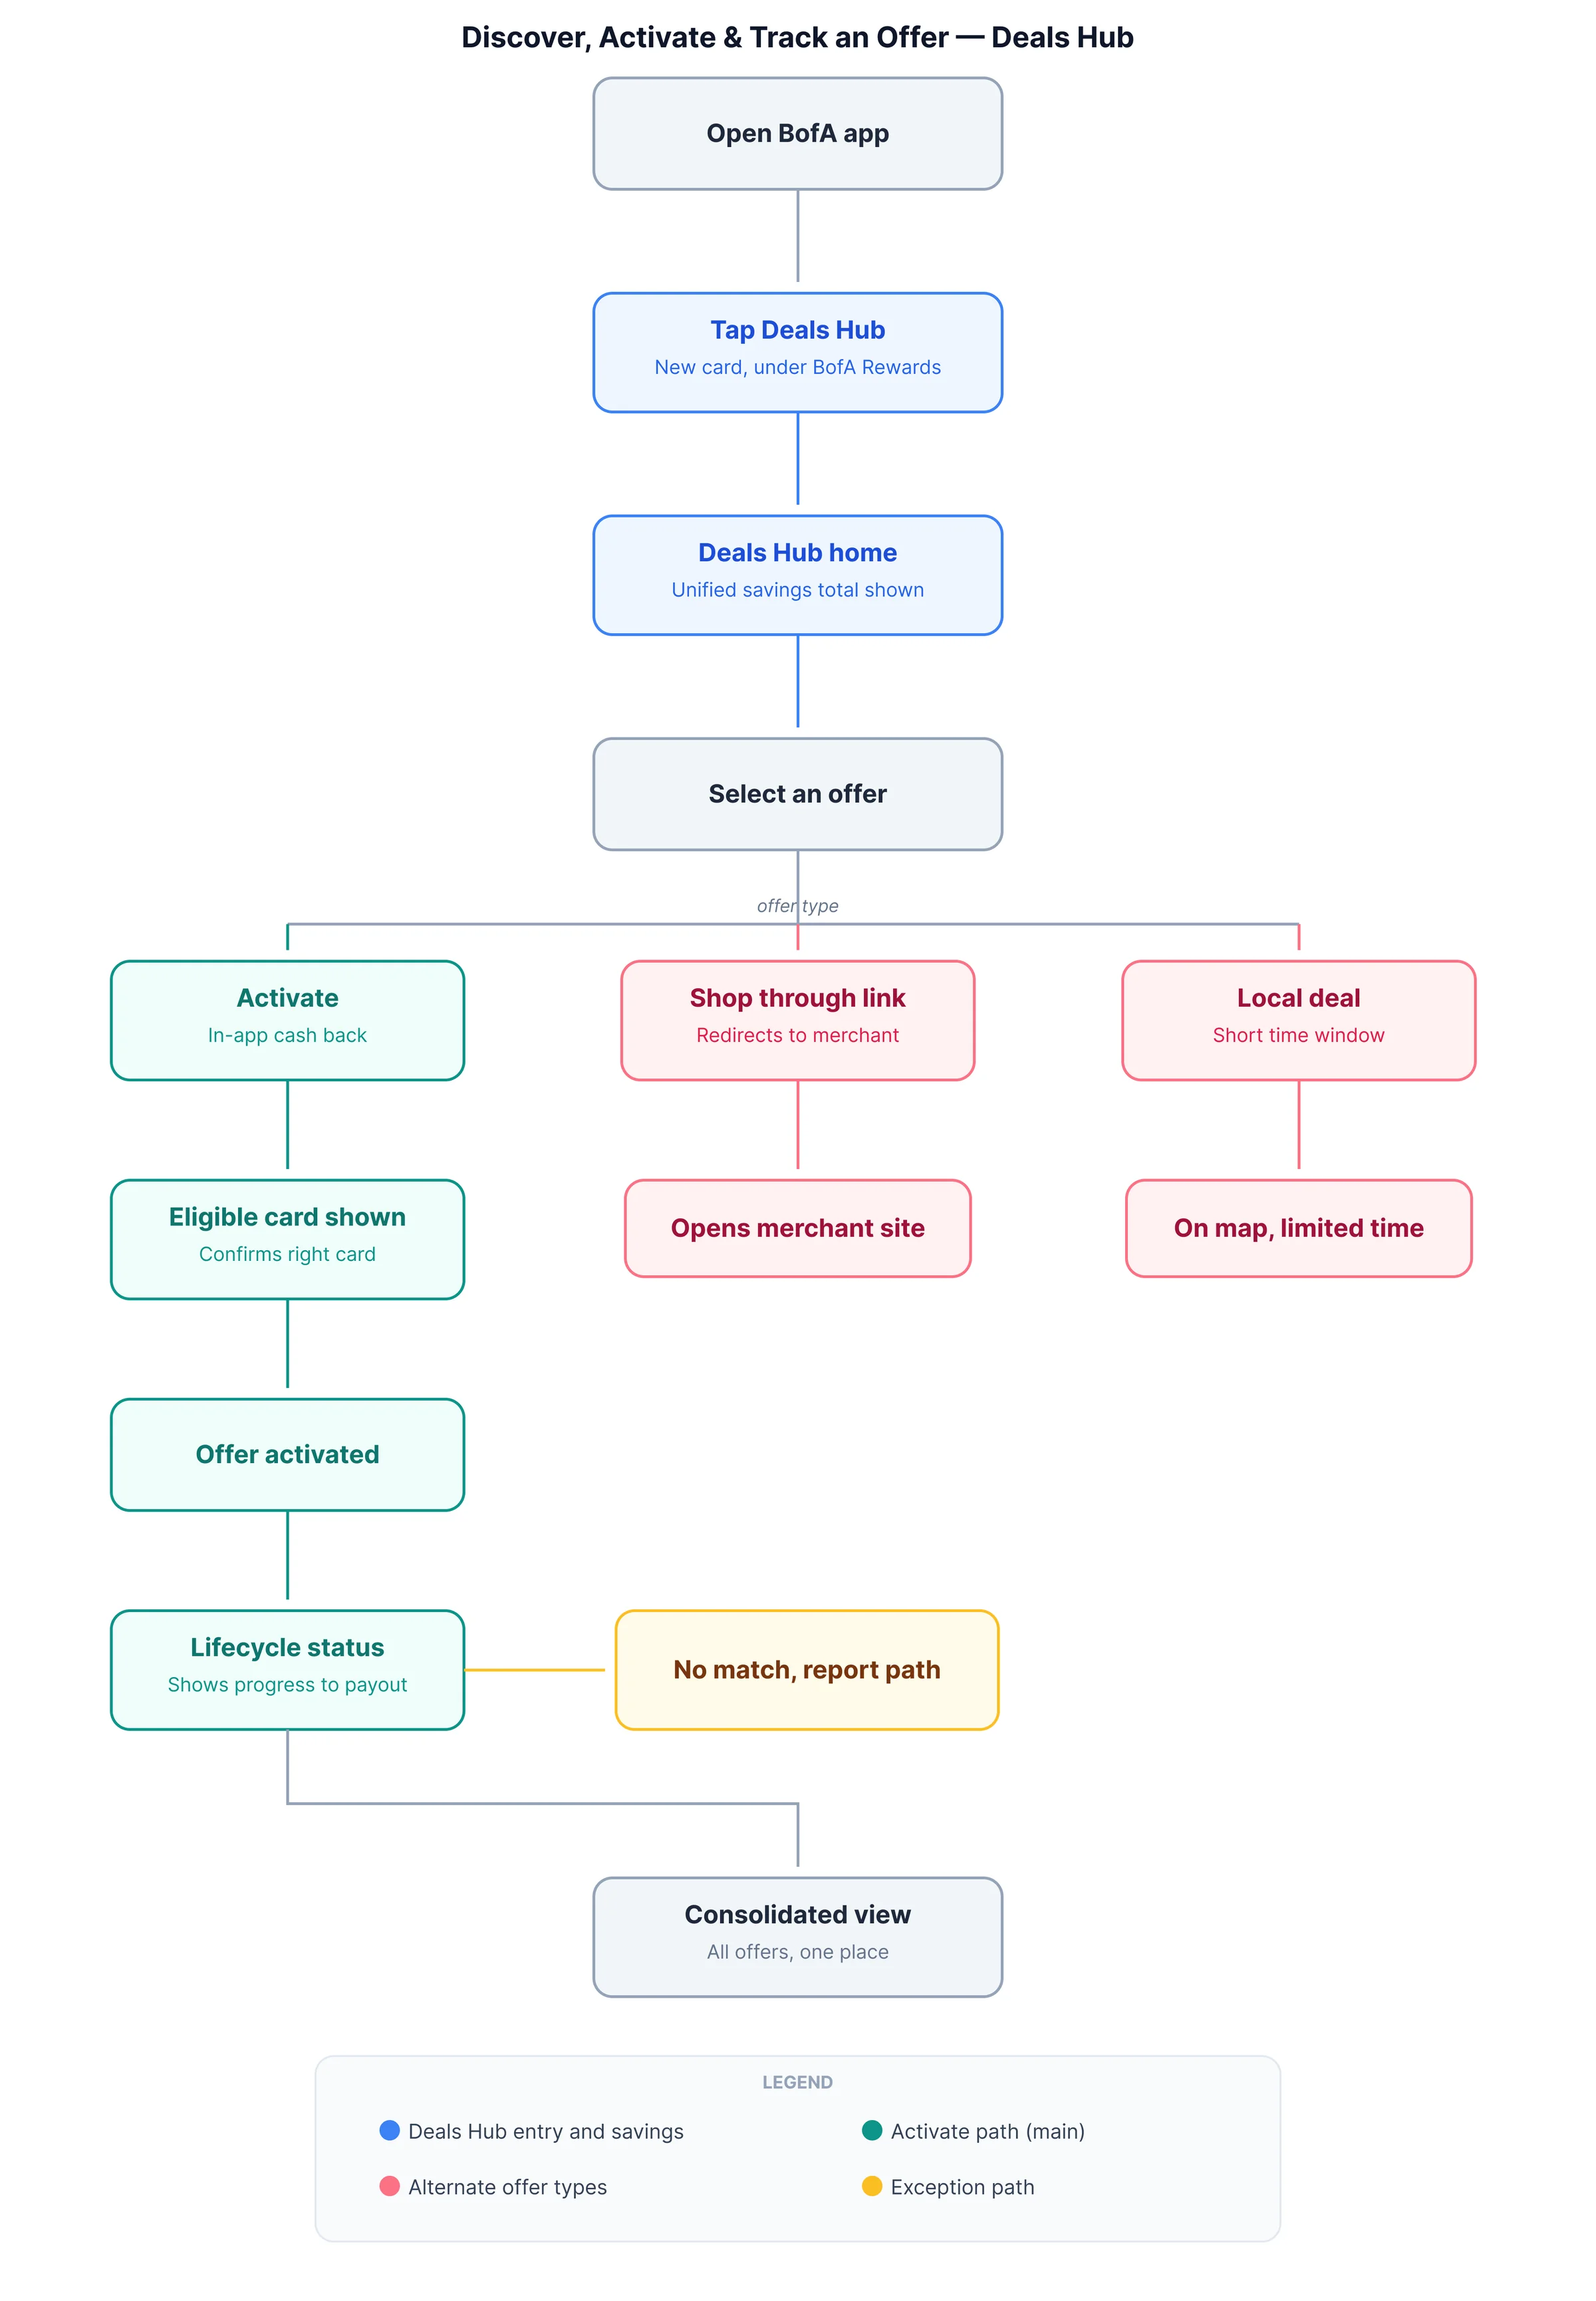 Discover, Activate & Track an Offer — Deals Hub
Open BofA app
Tap Deals Hub
New card, under BofA Rewards
Deals Hub home
Unified savings total shown
Select an offer
offer type
Activate
In-app cash back
Shop through link
Redirects to merchant
Local deal
Short time window
Eligible card shown
Confirms right card
Opens merchant site
On map, limited time
Offer activated
Lifecycle status
Shows progress to payout
No match, report path
Consolidated view
All offers, one place
LEGEND
Deals Hub entry and savings
Activate path (main)
Alternate offer types
Exception path